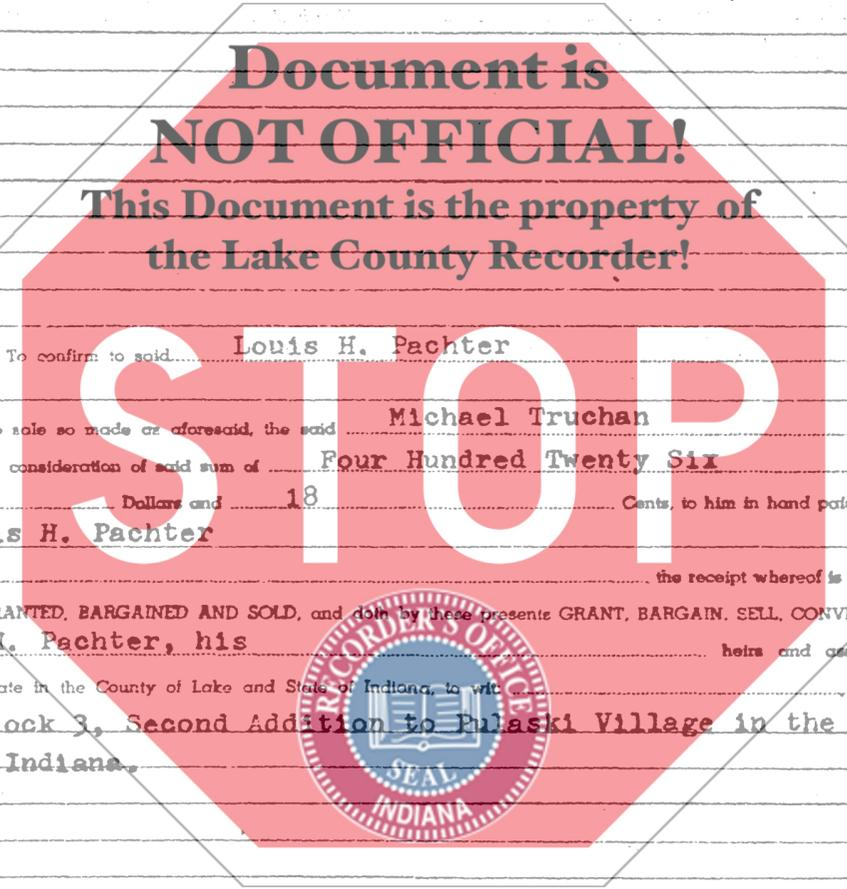 Document is
NOT OFFICIAL!
This Document is the property of
the Lake County Recorder!
STOP
To confirm to said Louis H. Pachter
sale so made as aforesaid, the said Michael Truchan
consideration of said sum of Four Hundred Twenty Six
Dollars and 18 Cents, to him in hand
H. Pachter
the receipt whereof is
BARGAINED AND SOLD, and doth by these presents GRANT, BARGAIN, SELL,
Pachter, his heirs and
in the County of Lake and State of Indiana, to wit:
3, Second Addition to Pulaski Village in the
Indiana.
RECORDER'S OFFICE
SEAL
INDIANA